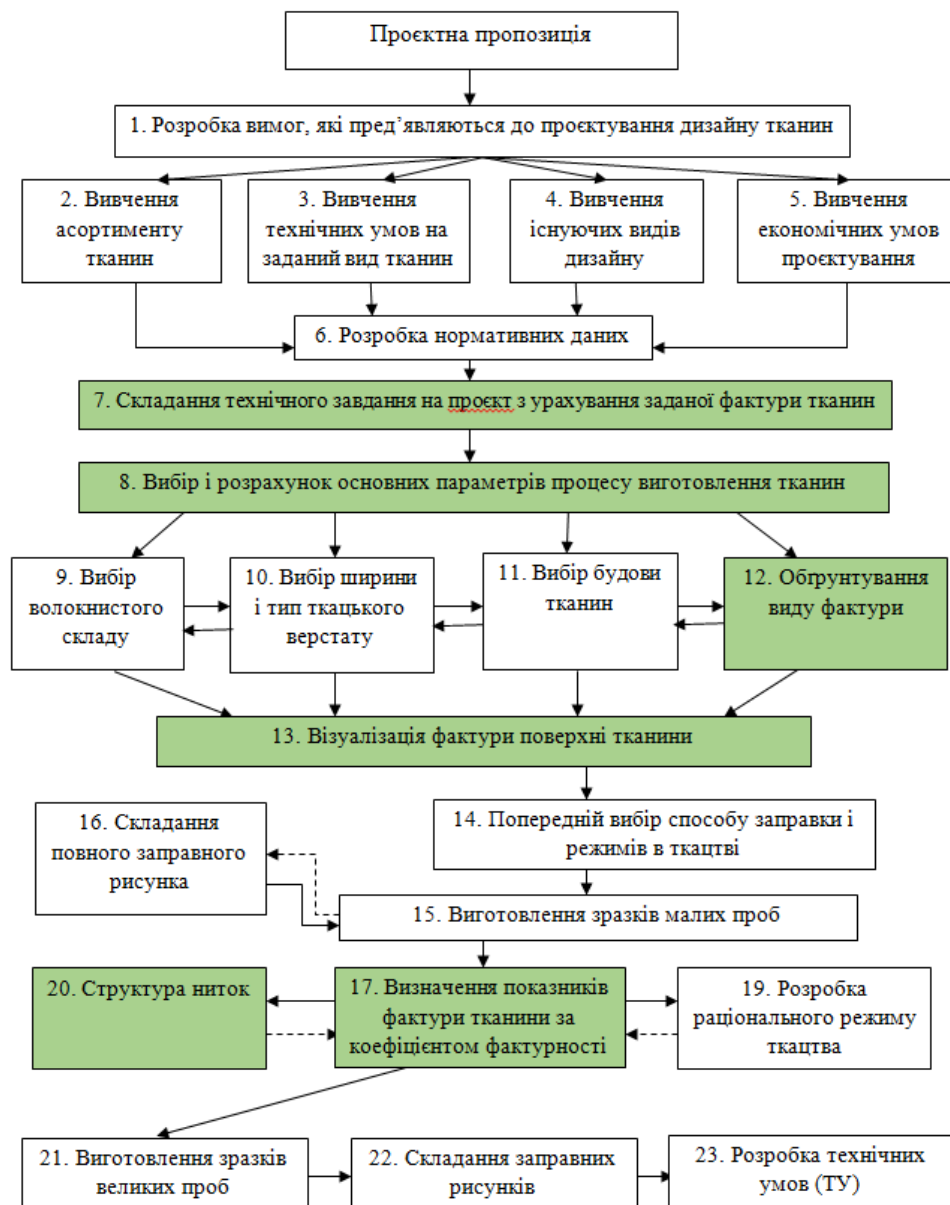 Проєктна пропозиція
1. Розробка вимог, які пред’являються до проєктування дизайну тканин
2. Вивчення
асортименту
тканин
3. Вивчення
технічних умов на
заданий вид тканин
4. Вивчення
існуючих видів
дизайну
5. Вивчення
економічних умов
проєктування
6. Розробка нормативних даних
7. Складання технічного завдання на проєкт з урахування заданої фактури тканин
8. Вибір і розрахунок основних параметрів процесу виготовлення тканин
9. Вибір
волокнистого
складу
10. Вибір ширини
і тип ткацького
верстату
11. Вибір будови
тканин
12. Обґрунтування
виду фактури
13. Візуалізація фактури поверхні тканини
14. Попередній вибір способу заправки і
режимів в ткацтві
16. Складання
повного заправного
рисунка
15. Виготовлення зразків малих проб
20. Структура ниток
17. Визначення показників
фактури тканини за
коефіцієнтом фактурності
19. Розробка
раціонального режиму
ткацтва
21. Виготовлення зразків
великих проб
22. Складання заправних
рисунків
23. Розробка технічних
умов (ТУ)